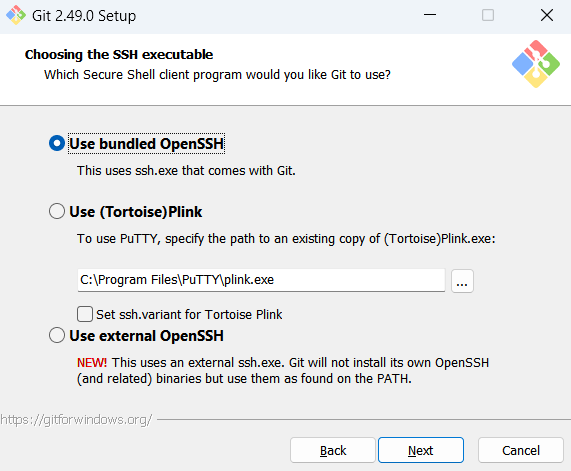 Git 2.49.0 Setup
Choosing the SSH executable
Which Secure Shell client program would you like Git to use?
Use bundled OpenSSH
This uses ssh.exe that comes with Git.
Use (Tortoise)Plink
To use PuTTY, specify the path to an existing copy of (Tortoise)Plink.exe:
C:\Program Files\PuTTY\plink.exe
...
Set ssh.variant for Tortoise Plink
Use external OpenSSH
NEW! This uses an external ssh.exe. Git will not install its own OpenSSH
(and related) binaries but use them as found on the PATH.
https://gitforwindows.org/
Back Next Cancel